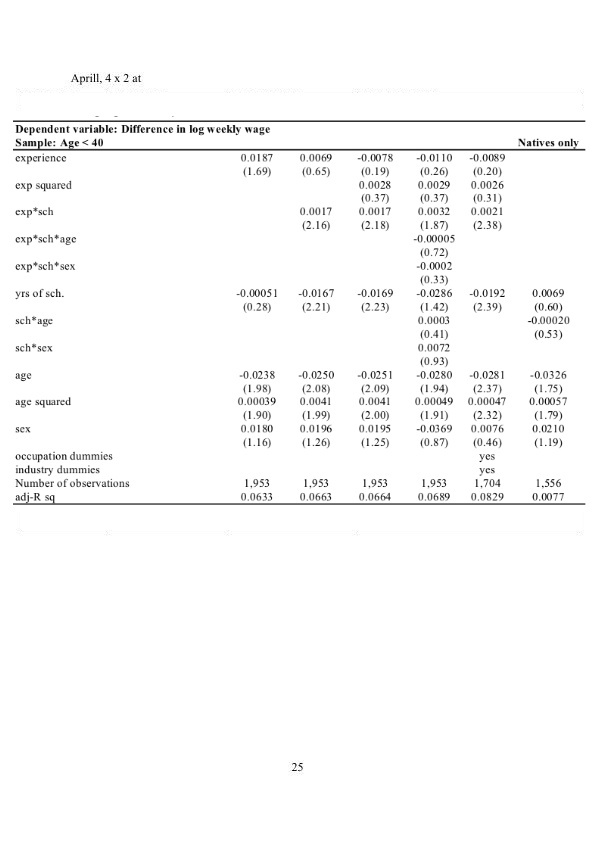 Aprill, 4 x 2 at
Dependent variable: Difference in log weekly wage
Sample: Age < 40 Natives only
experience 0.0187 0.0069 -0.0078 -0.0110 -0.0089
(1.69) (0.65) (0.19) (0.26) (0.20)
exp squared 0.0028 0.0029 0.0026
(0.37) (0.37) (0.31)
exp*sch 0.0017 0.0017 0.0032 0.0021
(2.16) (2.18) (1.87) (2.38)
exp*sch*age -0.00005
(0.72)
exp*sch*sex -0.0002
(0.33)
yrs of sch. -0.00051 -0.0167 -0.0169 -0.0286 -0.0192 0.0069
(0.28) (2.21) (2.23) (1.42) (2.39) (0.60)
sch*age 0.0003 -0.00020
(0.41) (0.53)
sch*sex 0.0072
(0.93)
age -0.0238 -0.0250 -0.0251 -0.0280 -0.0281 -0.0326
(1.98) (2.08) (2.09) (1.94) (2.37) (1.75)
age squared 0.00039 0.0041 0.0041 0.00049 0.00047 0.00057
(1.90) (1.99) (2.00) (1.91) (2.32) (1.79)
sex 0.0180 0.0196 0.0195 -0.0369 0.0076 0.0210
(1.16) (1.26) (1.25) (0.87) (0.46) (1.19)
occupation dummies yes
industry dummies yes
Number of observations 1,953 1,953 1,953 1,953 1,704 1,556
adj-R sq 0.0633 0.0663 0.0664 0.0689 0.0829 0.0077
25